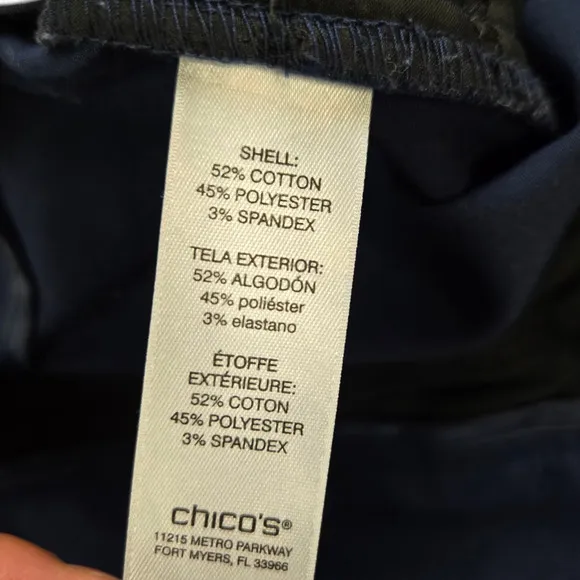 SHELL:
52% COTTON
45% POLYESTER
3% SPANDEX
TELA EXTERIOR:
52% ALGODÓN
45% poliéster
3% elastano
ÉTOFFE
EXTÉRIEURE:
52% COTON
45% POLYESTER
3% SPANDEX
chico's®
11215 METRO PARKWAY
FORT MYERS, FL 33966